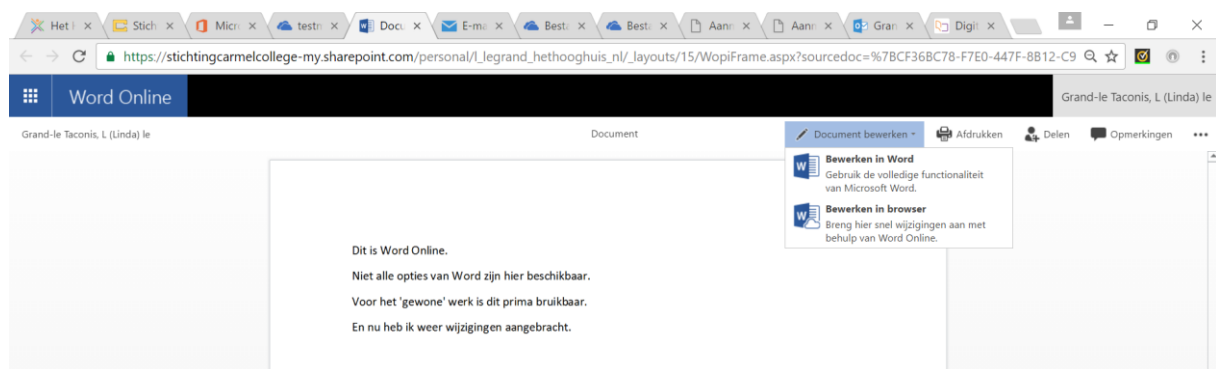 Het I Stich Micr testn Docu E-ma Besta Besta Aann Aann Gran Digit
https://stichtingcarmelcollege-my.sharepoint.com/personal/l_legrand_hethooghuis_nl/_layouts/15/WopiFrame.aspx?sourcedoc=%7BCF36BC78-F7E0-447F-8B12-C9
Word Online Grand-le Taconis, L (Linda) le
Grand-le Taconis, L (Linda) le Document Document bewerken Afdrukken Delen Opmerkingen
Bewerken in Word
Gebruik de volledige functionaliteit
van Microsoft Word.
Bewerken in browser
Breng hier snel wijzigingen aan met
behulp van Word Online.
Dit is Word Online.
Niet alle opties van Word zijn hier beschikbaar.
Voor het 'gewone' werk is dit prima bruikbaar.
En nu heb ik weer wijzigingen aangebracht.